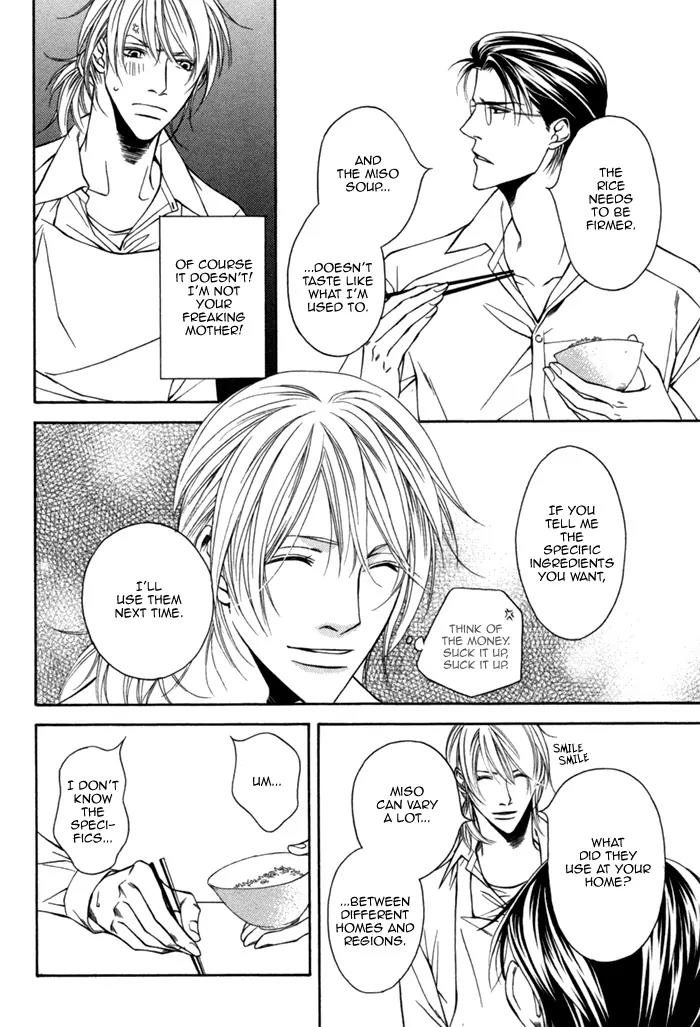 THE
RICE
NEEDS
TO BE
FIRMER.
AND
THE MISO
SOUP...
...DOESN'T
TASTE LIKE
WHAT I'M
USED TO.
OF COURSE
IT DOESN'T!
I'M NOT
YOUR
FREAKING
MOTHER!
IF YOU
TELL ME
THE
SPECIFIC
INGREDIENTS
YOU WANT,
THINK OF
THE MONEY.
SUCK IT UP,
SUCK IT UP.
I'LL
USE THEM
NEXT TIME.
SMILE
SMILE
WHAT
DID THEY
USE AT YOUR
HOME?
MISO
CAN VARY
A LOT...
...BETWEEN
DIFFERENT
HOMES AND
REGIONS.
UM...
I DON'T
KNOW
THE
SPECI-
FICS...